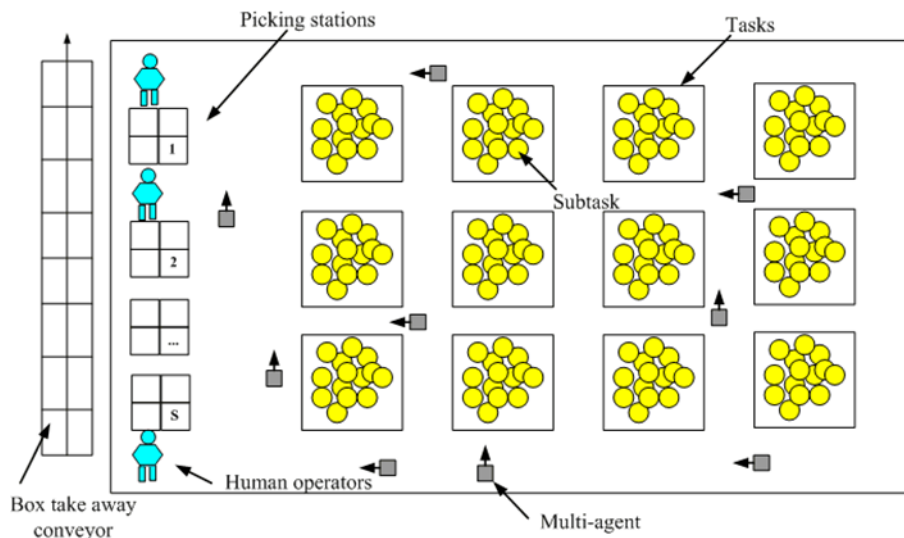 Picking stations
Tasks
1
Subtask
2
...
S
Human operators
Box take away
conveyor
Multi-agent